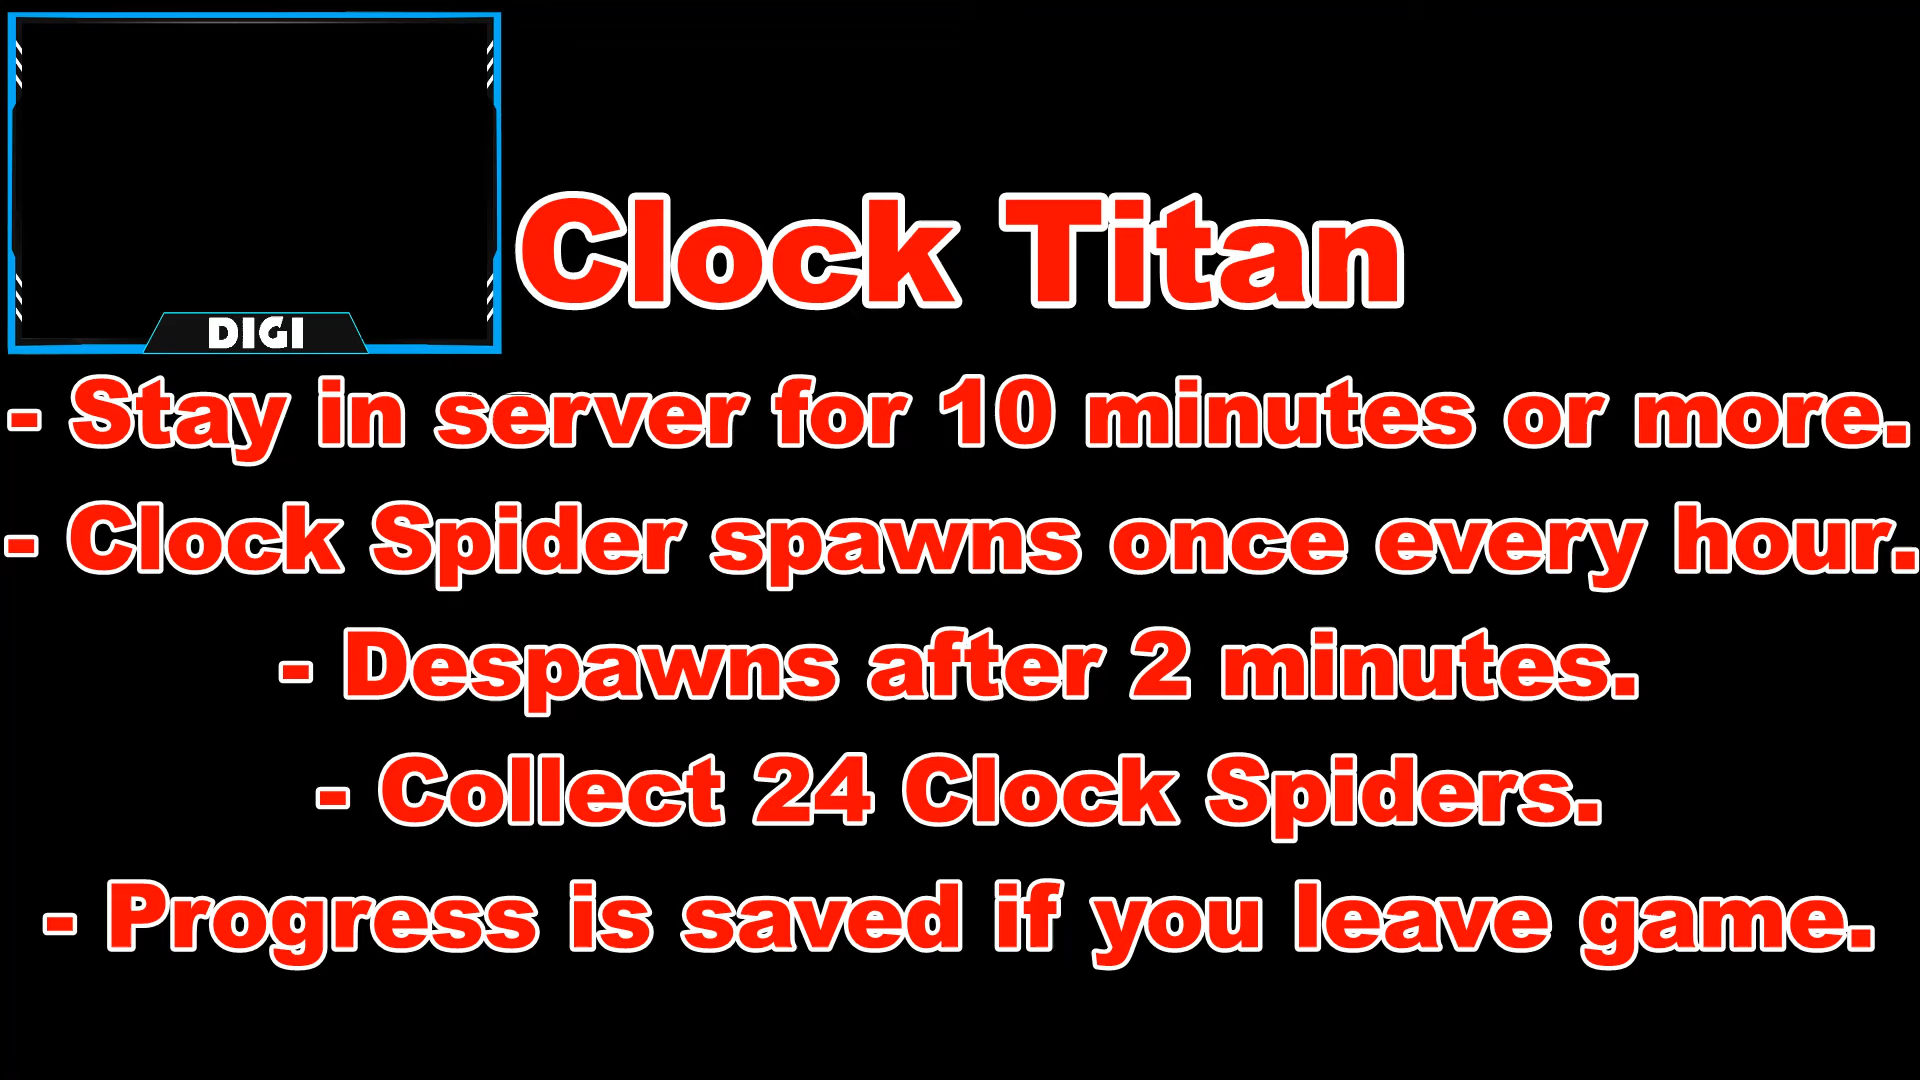 Clock Titan
DIGI
- Stay in server for 10 minutes or more.
- Clock Spider spawns once every hour.
- Despawns after 2 minutes.
- Collect 24 Clock Spiders.
- Progress is saved if you leave game.